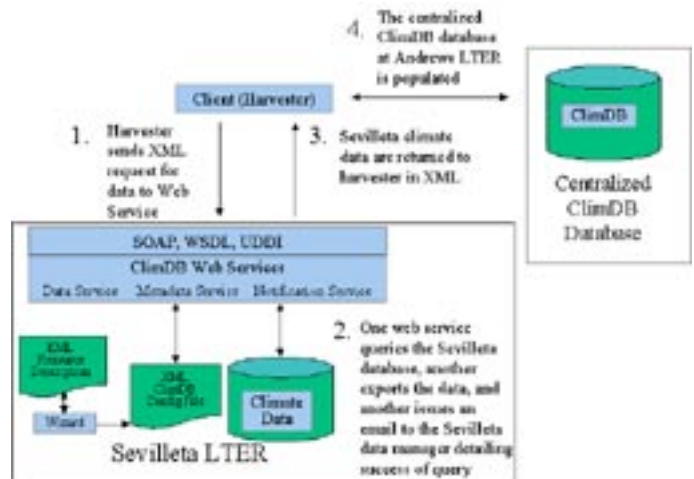 4. The centralized
ClimDB database
at Andrews LTER
is populated
Client (Harvester)
ClimDB
Centralized
ClimDB
Database
1. Harvester
sends XML
request for
data to Web
Service
3. Sevilleta climate
data are returned to
harvester in XML
SOAP, WSDL, UDDI
ClimDB Web Services
Data Service Metadata Service Notification Service
2. One web service
queries the Sevilleta
database, another
exports the data, and
another issues an
email to the Sevilleta
data manager detailing
success of query
XML
Resource
Description
XML
ClimDB
Config File
Climate
Data
Wizard
Sevilleta LTER